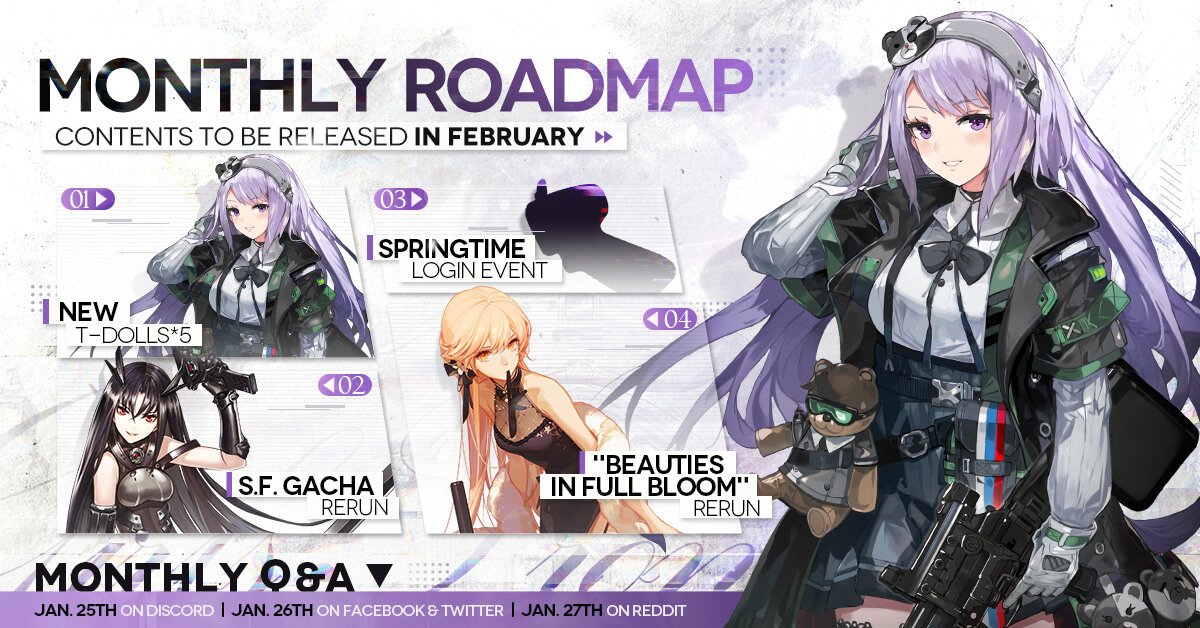 MONTHLY ROADMAP
CONTENTS TO BE RELEASED IN FEBRUARY
01
NEW
T-DOLLS*5
02
S.F. GACHA
RERUN
03
SPRINGTIME
LOGIN EVENT
04
"BEAUTIES
IN FULL BLOOM"
RERUN
MONTHLY Q&A
JAN. 25TH ON DISCORD | JAN. 26TH ON FACEBOOK & TWITTER | JAN. 27TH ON REDDIT